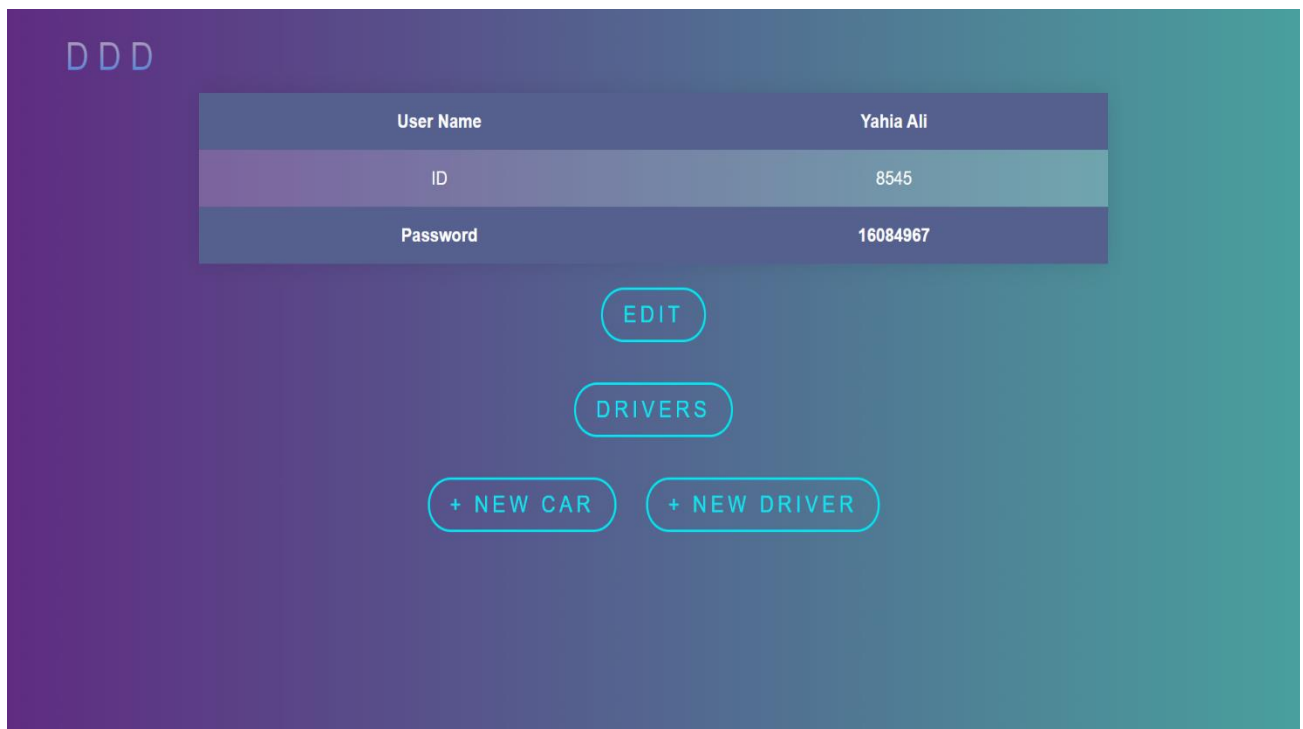 DDD
User Name Yahia Ali
ID 8545
Password 16084967
EDIT
DRIVERS
+ NEW CAR + NEW DRIVER